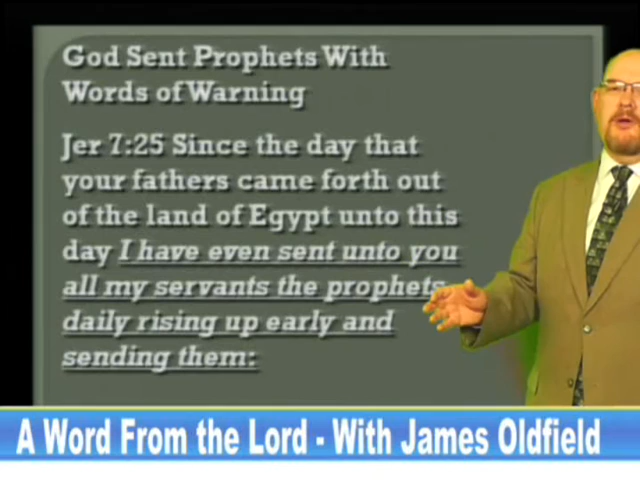 God Sent Prophets With
Words of Warning
Jer 7:25 Since the day that
your fathers came forth out
of the land of Egypt unto this
day I have even sent unto you
all my servants the prophets
daily rising up early and
sending them:
A Word From the Lord - With James Oldfield